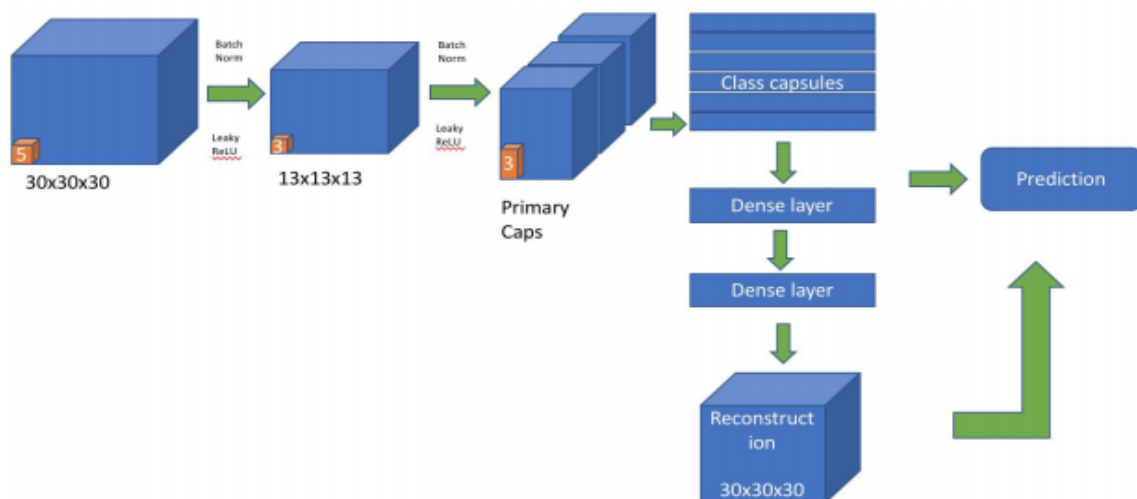 Batch
Norm
Leaky
ReLU
5
30x30x30
Batch
Norm
Leaky
ReLU
3
13x13x13
3
Primary
Caps
Class capsules
Dense layer
Dense layer
Reconstruct
ion
30x30x30
Prediction